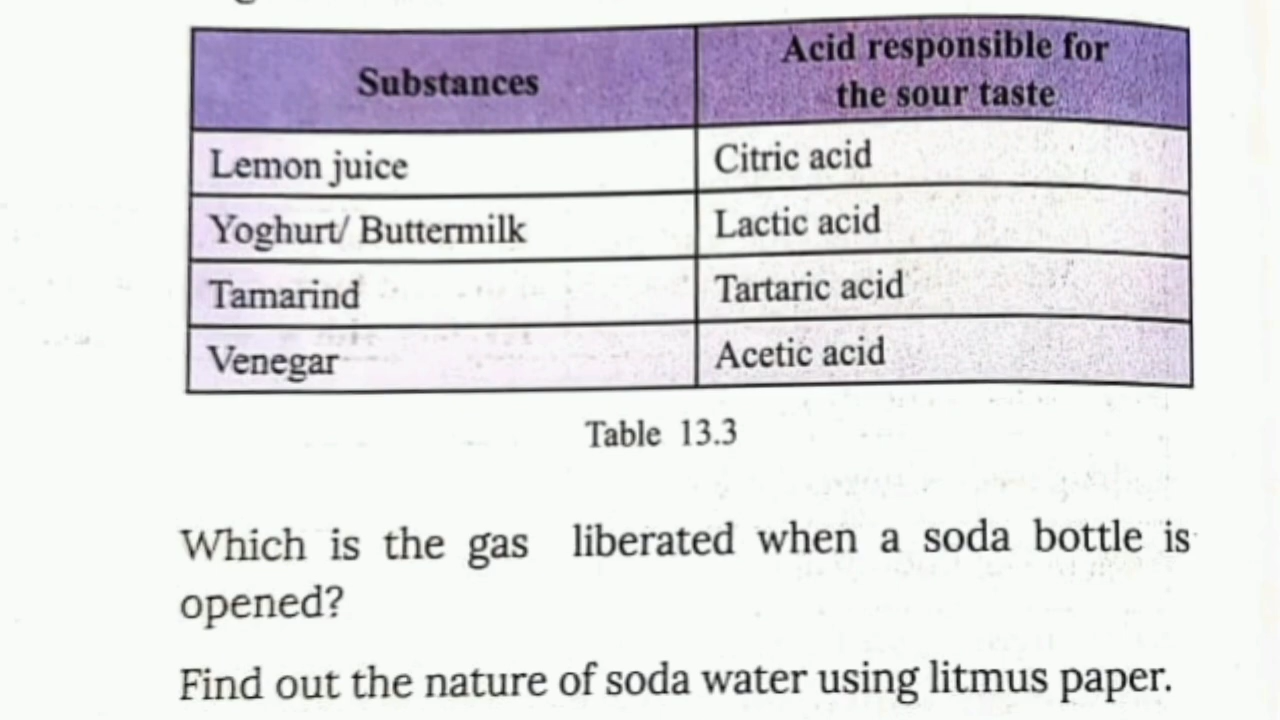 Substances
Acid responsible for
the sour taste
Lemon juice
Citric acid
Yoghurt/ Buttermilk
Lactic acid
Tamarind
Tartaric acid
Venegar
Acetic acid
Table 13.3
Which is the gas liberated when a soda bottle is
opened?
Find out the nature of soda water using litmus paper.